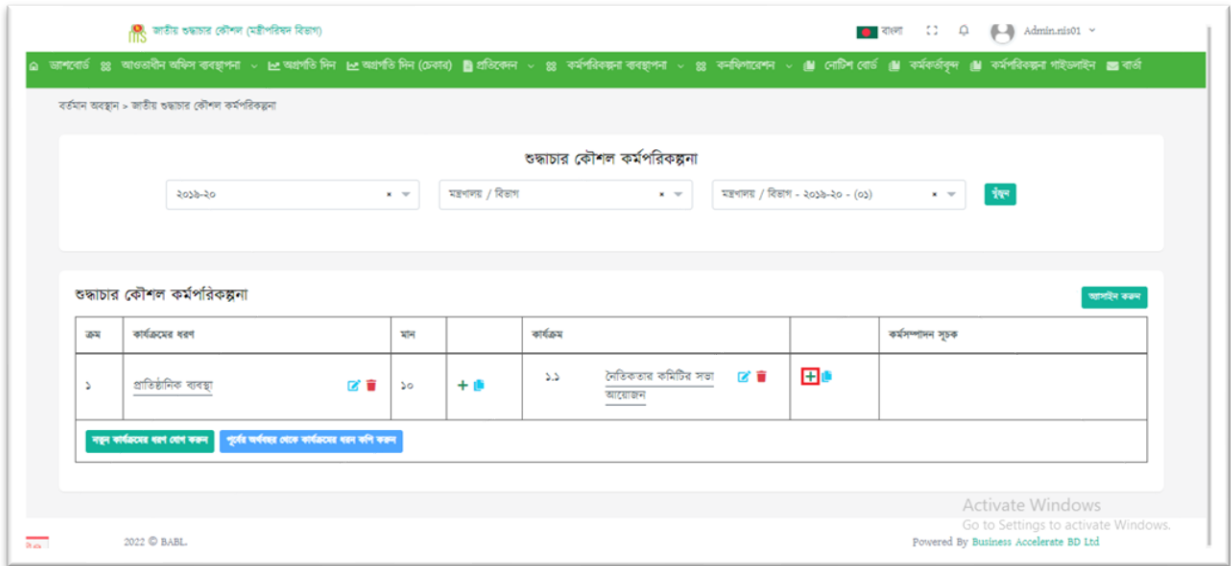 জাতীয় শুদ্ধাচার কৌশল (মন্ত্রীপরিষদ বিভাগ)
বাংলা
Admin.nis01
ড্যাশবোর্ড আওতাধীন অফিস ব্যবস্থাপনা অগ্রগতি দিন অগ্রগতি দিন (চেকার) প্রতিবেদন কর্মপরিকল্পনা ব্যবস্থাপনা কনফিগারেশন নোটিশ বোর্ড কর্মকর্তাবৃন্দ কর্মপরিকল্পনা গাইডলাইন বার্তা
বর্তমান অবস্থান > জাতীয় শুদ্ধাচার কৌশল কর্মপরিকল্পনা
শুদ্ধাচার কৌশল কর্মপরিকল্পনা
২০১৯-২০ × মন্ত্রণালয় / বিভাগ × মন্ত্রণালয় / বিভাগ - ২০১৯-২০ - (০১) × খুঁজুন
শুদ্ধাচার কৌশল কর্মপরিকল্পনা
অ্যাসাইন করুন
ক্রম কার্যক্রমের ধরণ মান কার্যক্রম কর্মসম্পাদন সূচক
১ প্রাতিষ্ঠানিক ব্যবস্থা ১০ + ১.১ নৈতিকতার কমিটির সভা +
আয়োজন
নতুন কার্যক্রমের ধরণ যোগ করুন পূর্বের অর্থবছর থেকে কার্যক্রমের ধরন কপি করুন
Activate Windows
Go to Settings to activate Windows.
2022 © BABL.
Powered By Business Accelerate BD Ltd